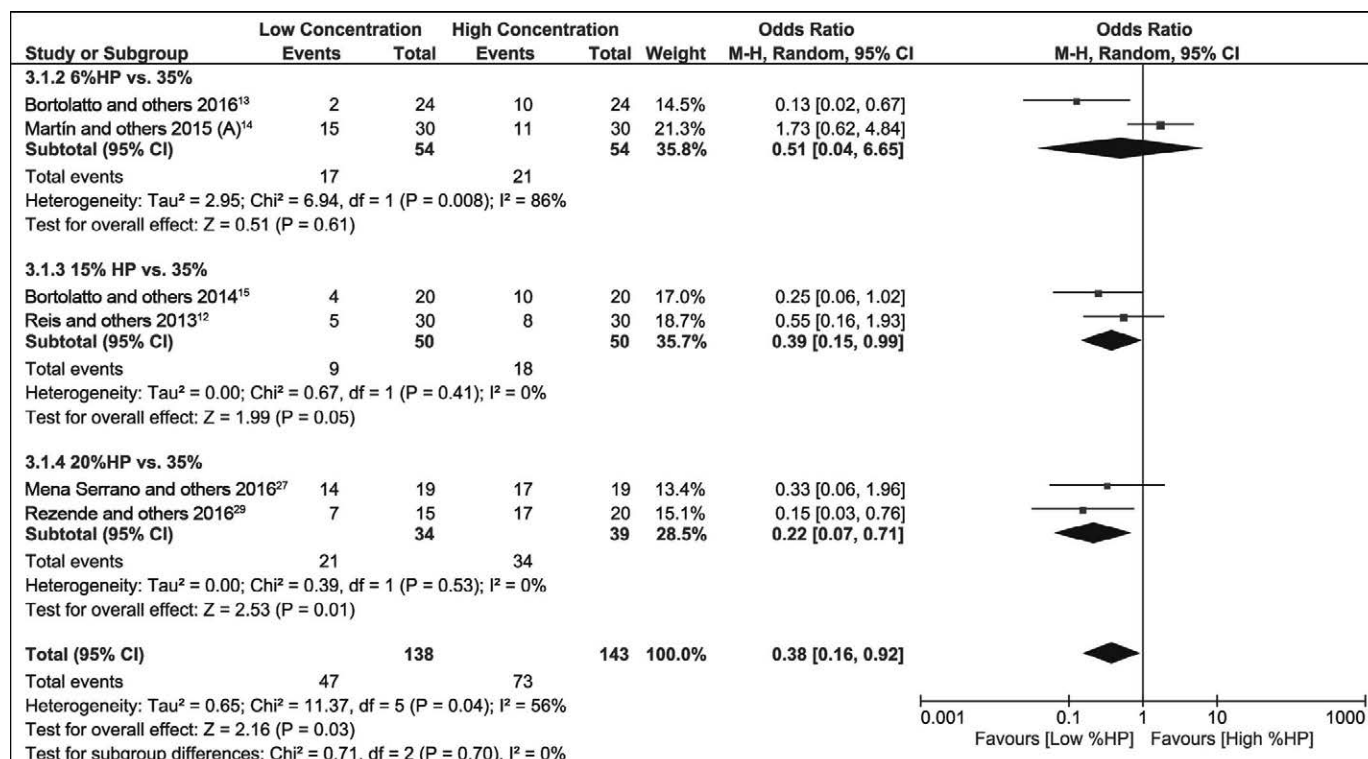 Low Concentration High Concentration Odds Ratio Odds Ratio
Study or Subgroup Events Total Events Total Weight M-H, Random, 95% CI M-H, Random, 95% CI
3.1.2 6%HP vs. 35%
Bortolatto and others 2016¹³ 2 24 10 24 14.5% 0.13 [0.02, 0.67]
Martín and others 2015 (A)¹⁴ 15 30 11 30 21.3% 1.73 [0.62, 4.84]
Subtotal (95% CI) 54 54 35.8% 0.51 [0.04, 6.65]
Total events 17 21
Heterogeneity: Tau² = 2.95; Chi² = 6.94, df = 1 (P = 0.008); I² = 86%
Test for overall effect: Z = 0.51 (P = 0.61)
3.1.3 15% HP vs. 35%
Bortolatto and others 2014¹⁵ 4 20 10 20 17.0% 0.25 [0.06, 1.02]
Reis and others 2013¹² 5 30 8 30 18.7% 0.55 [0.16, 1.93]
Subtotal (95% CI) 50 50 35.7% 0.39 [0.15, 0.99]
Total events 9 18
Heterogeneity: Tau² = 0.00; Chi² = 0.67, df = 1 (P = 0.41); I² = 0%
Test for overall effect: Z = 1.99 (P = 0.05)
3.1.4 20%HP vs. 35%
Mena Serrano and others 2016²⁷ 14 19 17 19 13.4% 0.33 [0.06, 1.96]
Rezende and others 2016²⁹ 7 15 17 20 15.1% 0.15 [0.03, 0.76]
Subtotal (95% CI) 34 39 28.5% 0.22 [0.07, 0.71]
Total events 21 34
Heterogeneity: Tau² = 0.00; Chi² = 0.39, df = 1 (P = 0.53); I² = 0%
Test for overall effect: Z = 2.53 (P = 0.01)
Total (95% CI) 138 143 100.0% 0.38 [0.16, 0.92]
Total events 47 73
Heterogeneity: Tau² = 0.65; Chi² = 11.37, df = 5 (P = 0.04); I² = 56%
Test for overall effect: Z = 2.16 (P = 0.03)
Test for subgroup differences: Chi² = 0.71, df = 2 (P = 0.70), I² = 0%
0.001 0.1 1 10 1000
Favours [Low %HP] Favours [High %HP]